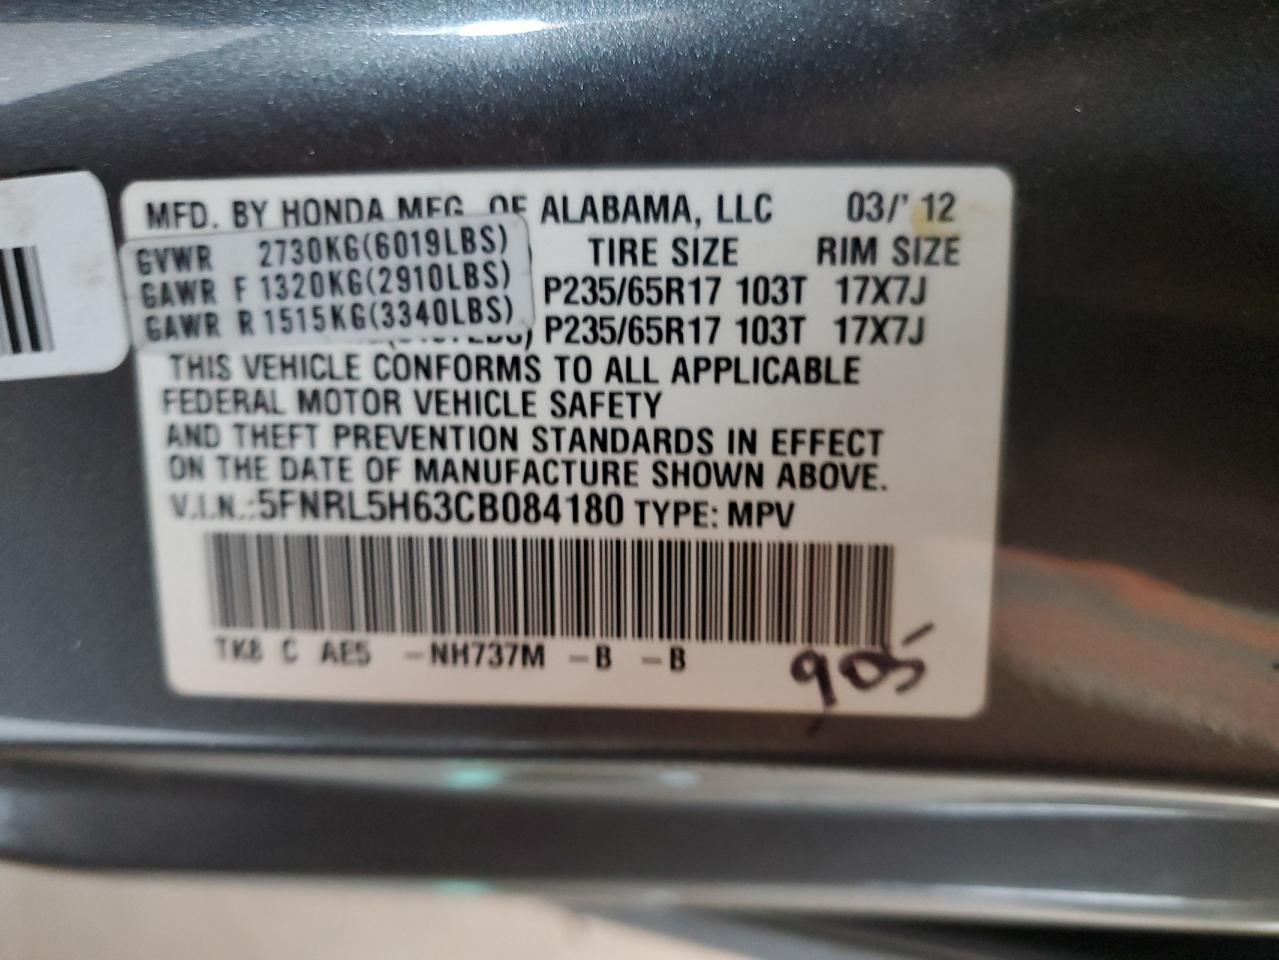 MFD. BY HONDA MFG. OF ALABAMA, LLC 03/' 12
GVWR 2730KG(6019LBS) TIRE SIZE RIM SIZE
GAWR F 1320KG(2910LBS) P235/65R17 103T 17X7J
GAWR R 1515KG(3340LBS) P235/65R17 103T 17X7J
THIS VEHICLE CONFORMS TO ALL APPLICABLE
FEDERAL MOTOR VEHICLE SAFETY
AND THEFT PREVENTION STANDARDS IN EFFECT
ON THE DATE OF MANUFACTURE SHOWN ABOVE.
V.I.N.:5FNRL5H63CB084180 TYPE: MPV
TK8 C AE5 -NH737M -B -B
905